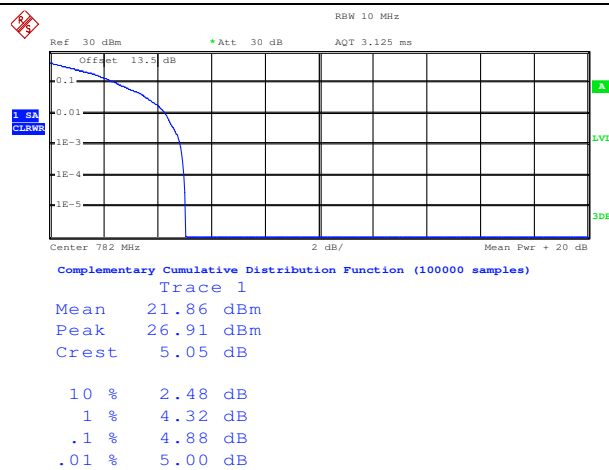 RBW 10 MHz
Ref 30 dBm *Att 30 dB AQT 3.125 ms
Offset 13.5 dB
0.1
A
1 SA
CLRWR
0.01
1E-3
LVL
1E-4
1E-5
3DB
Center 782 MHz 2 dB/ Mean Pwr + 20 dB
Complementary Cumulative Distribution Function (100000 samples)
Trace 1
Mean 21.86 dBm
Peak 26.91 dBm
Crest 5.05 dB
10 % 2.48 dB
1 % 4.32 dB
.1 % 4.88 dB
.01 % 5.00 dB